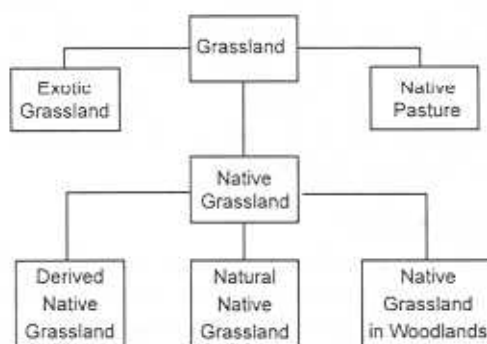 Grassland
Exotic
Grassland
Native
Pasture
Native
Grassland
Derived
Native
Grassland
Natural
Native
Grassland
Native
Grassland
in Woodlands